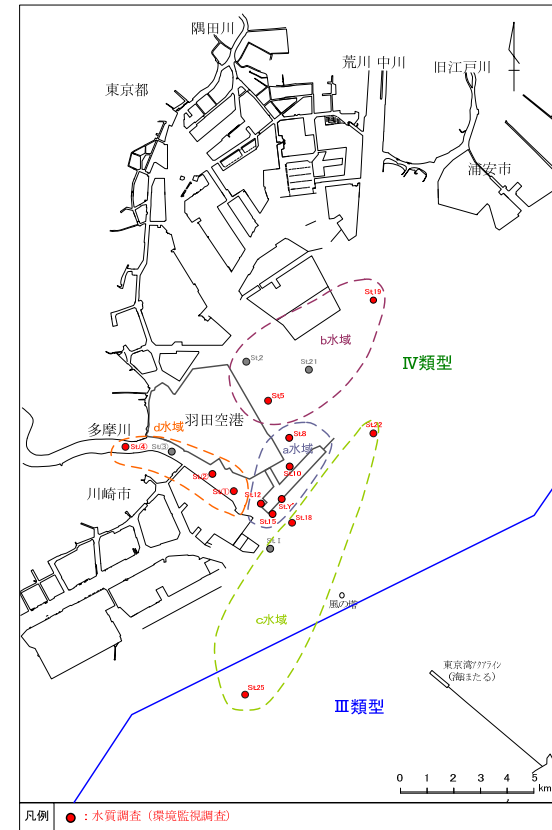 隅田川
荒川 中川
旧江戸川
東京都
浦安市
St.19
b水域
St.2
St.21
Ⅳ類型
St.5
羽田空港
d水域
多摩川
St.8
St.22
a水域
St.④
St.③
St.10
St.②
川崎市
St.①
St.12
St.Y
St.15
St.18
St.1
風の塔
c水域
東京湾アクアライン
(海ほたる)
St.25
Ⅲ類型
0 1 2 3 4 5
km
凡例
：水質調査（環境監視調査）